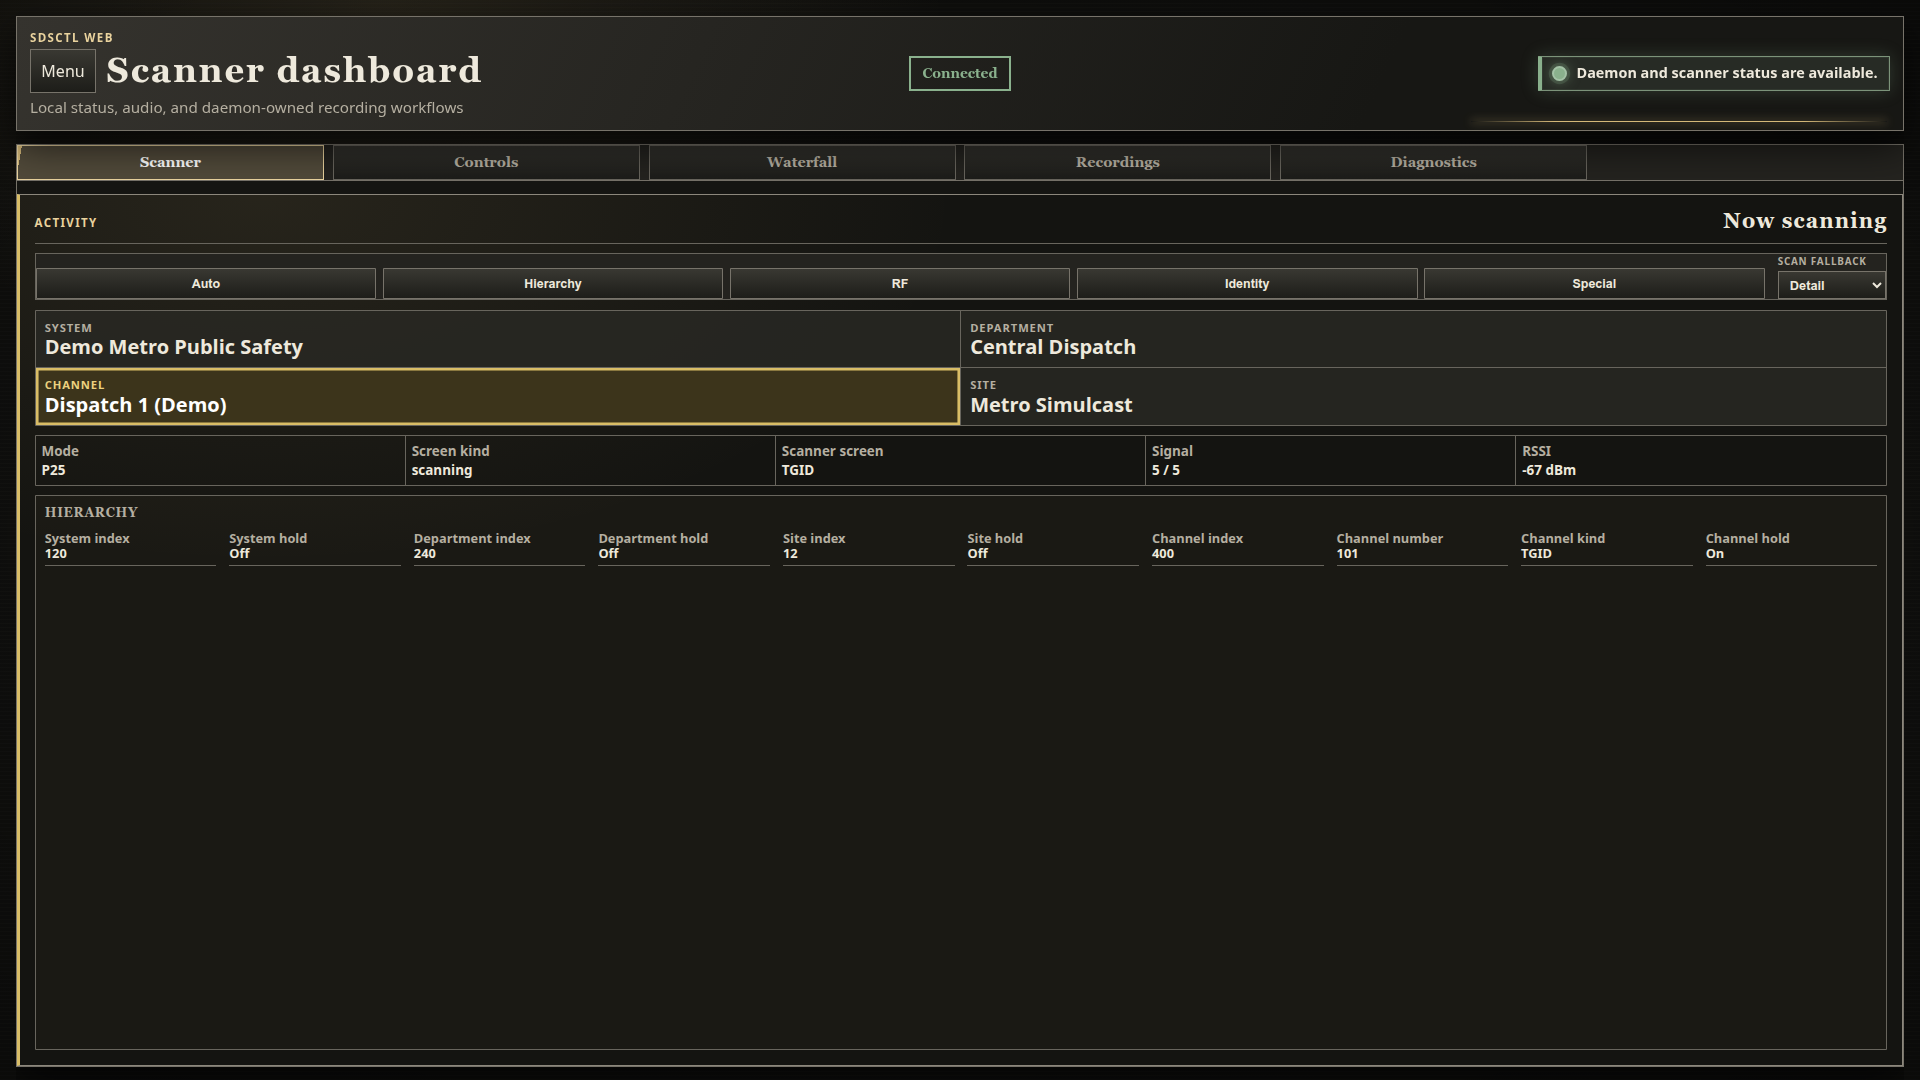 SDSCTL WEB
Menu
Scanner dashboard
Local status, audio, and daemon-owned recording workflows
Connected
Daemon and scanner status are available.
Scanner
Controls
Waterfall
Recordings
Diagnostics
ACTIVITY
Now scanning
Auto
Hierarchy
RF
Identity
Special
SCAN FALLBACK
Detail
SYSTEM
Demo Metro Public Safety
DEPARTMENT
Central Dispatch
CHANNEL
Dispatch 1 (Demo)
SITE
Metro Simulcast
Mode
P25
Screen kind
scanning
Scanner screen
TGID
Signal
5 / 5
RSSI
-67 dBm
HIERARCHY
System index
120
System hold
Off
Department index
240
Department hold
Off
Site index
12
Site hold
Off
Channel index
400
Channel number
101
Channel kind
TGID
Channel hold
On